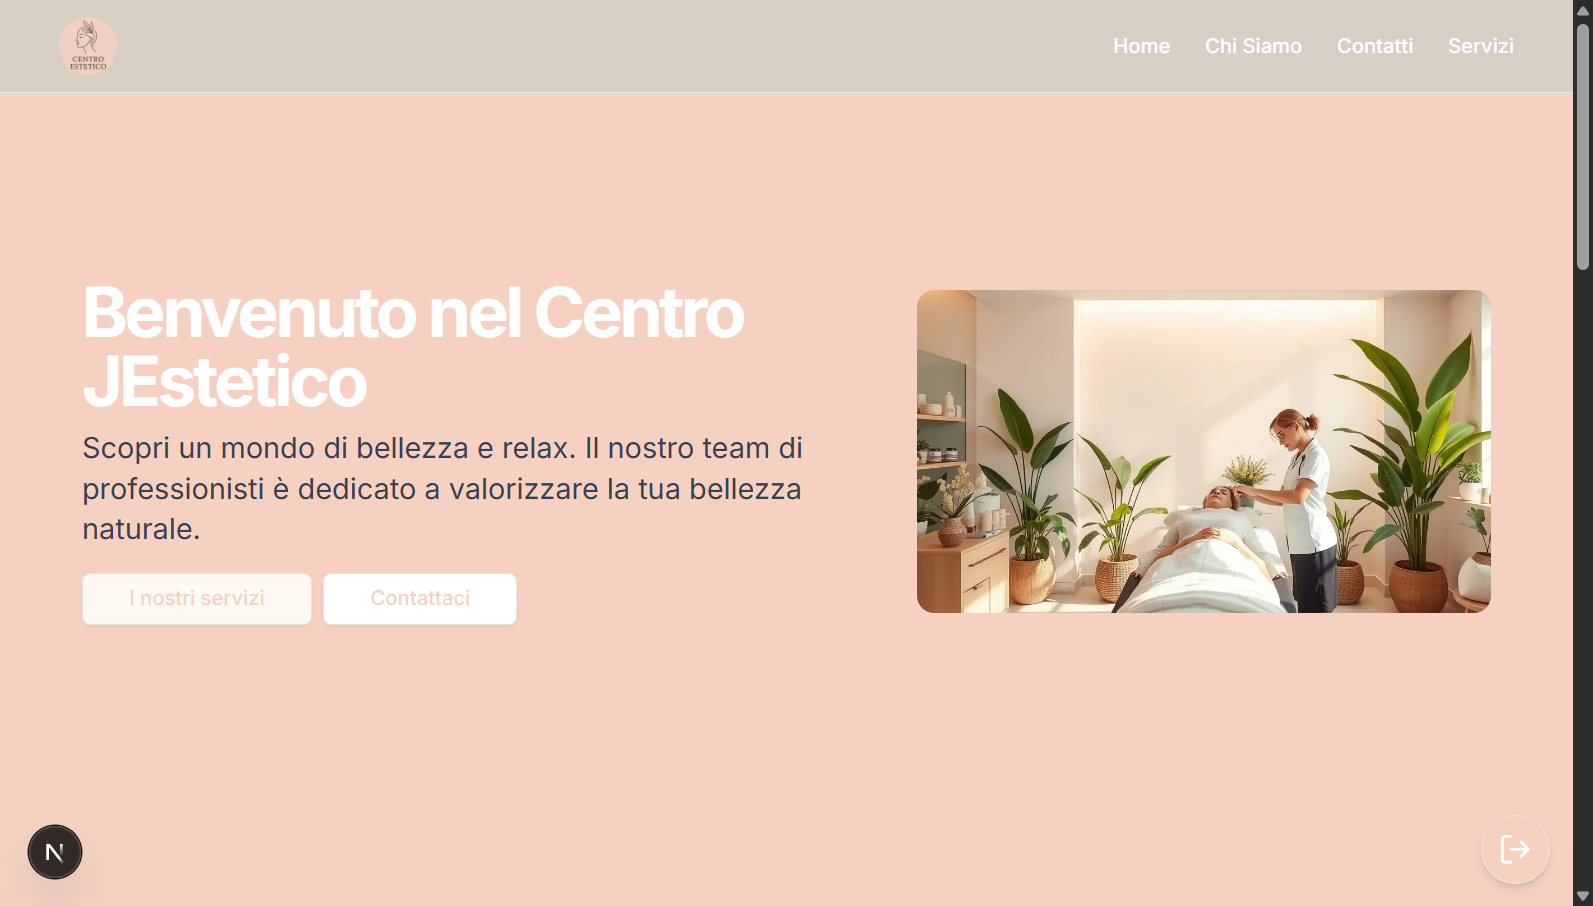 CENTRO
ESTETICO
Home Chi Siamo Contatti Servizi
Benvenuto nel Centro
JEstetico
Scopri un mondo di bellezza e relax. Il nostro team di
professionisti è dedicato a valorizzare la tua bellezza
naturale.
I nostri servizi Contattaci
N